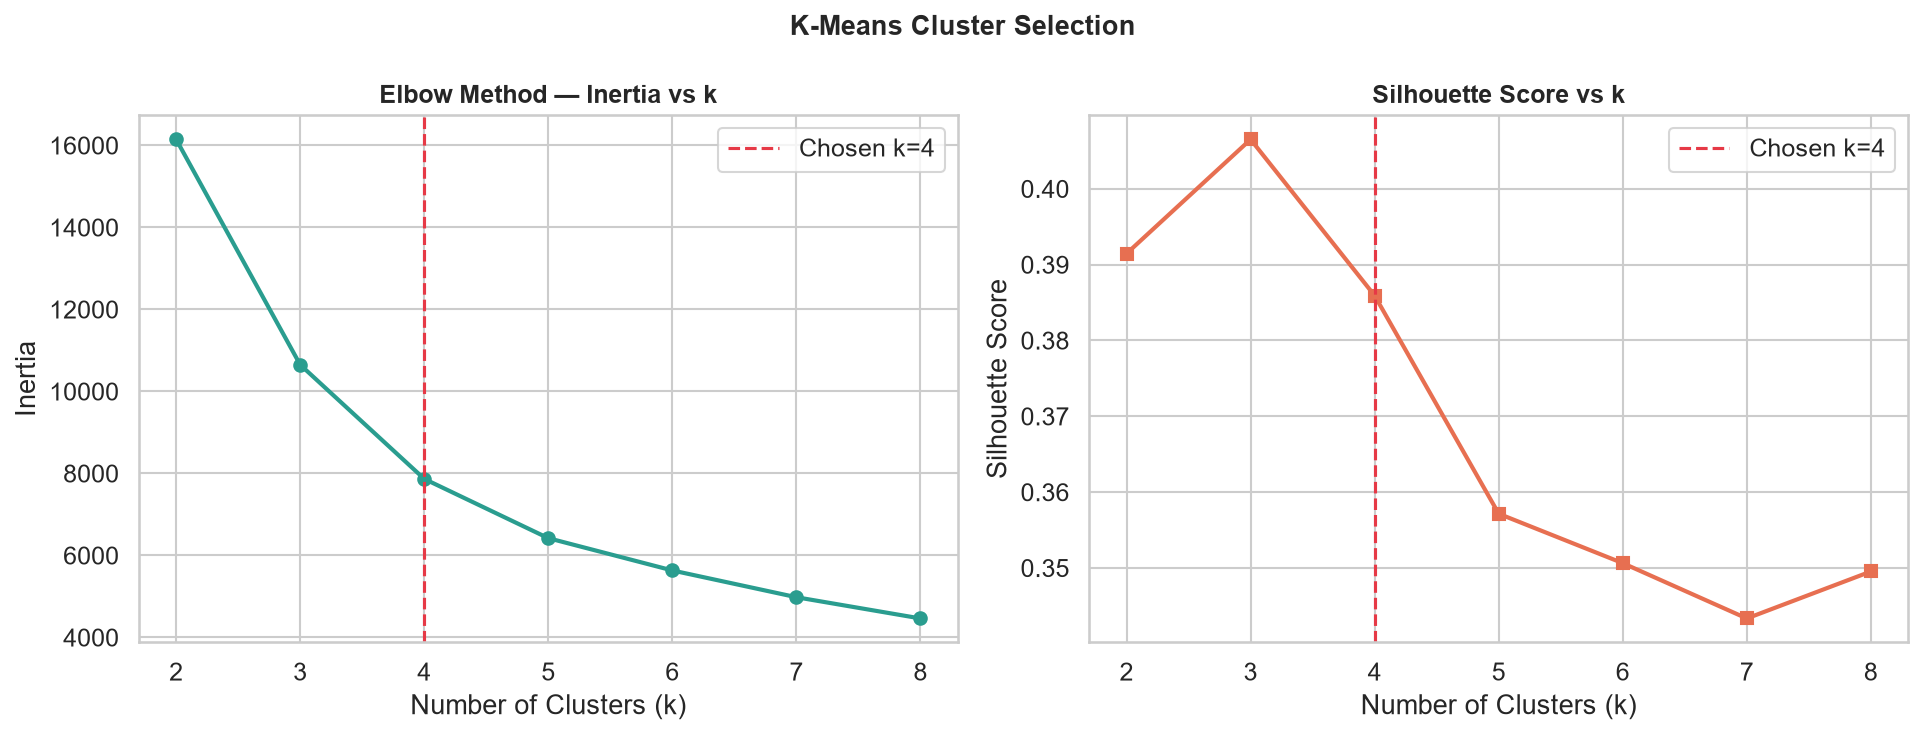 K-Means Cluster Selection
Elbow Method — Inertia vs k
Chosen k=4
16000
14000
12000
10000
8000
6000
4000
Inertia
2 3 4 5 6 7 8
Number of Clusters (k)
Silhouette Score vs k
Chosen k=4
0.40
0.39
0.38
0.37
0.36
0.35
Silhouette Score
2 3 4 5 6 7 8
Number of Clusters (k)